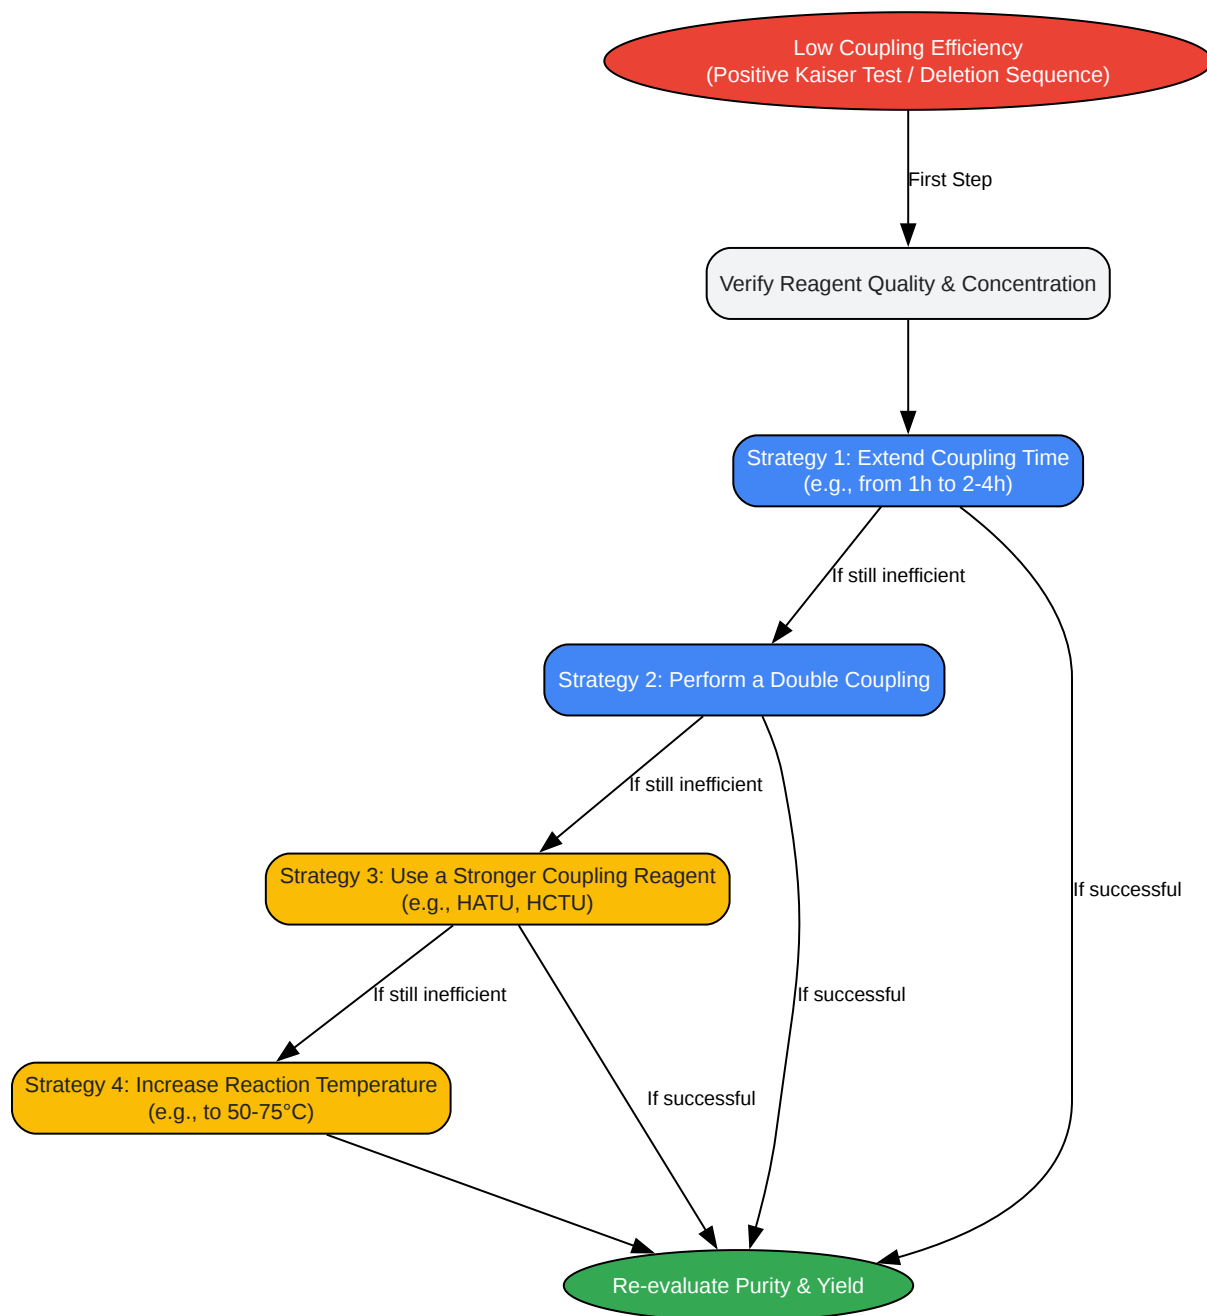 Low Coupling Efficiency
(Positive Kaiser Test / Deletion Sequence)
First Step
Verify Reagent Quality & Concentration
Strategy 1: Extend Coupling Time
(e.g., from 1h to 2-4h)
If still inefficient
Strategy 2: Perform a Double Coupling
If still inefficient
Strategy 3: Use a Stronger Coupling Reagent
(e.g., HATU, HCTU)
If successful
If still inefficient
If successful
Strategy 4: Increase Reaction Temperature
(e.g., to 50-75°C)
If successful
Re-evaluate Purity & Yield